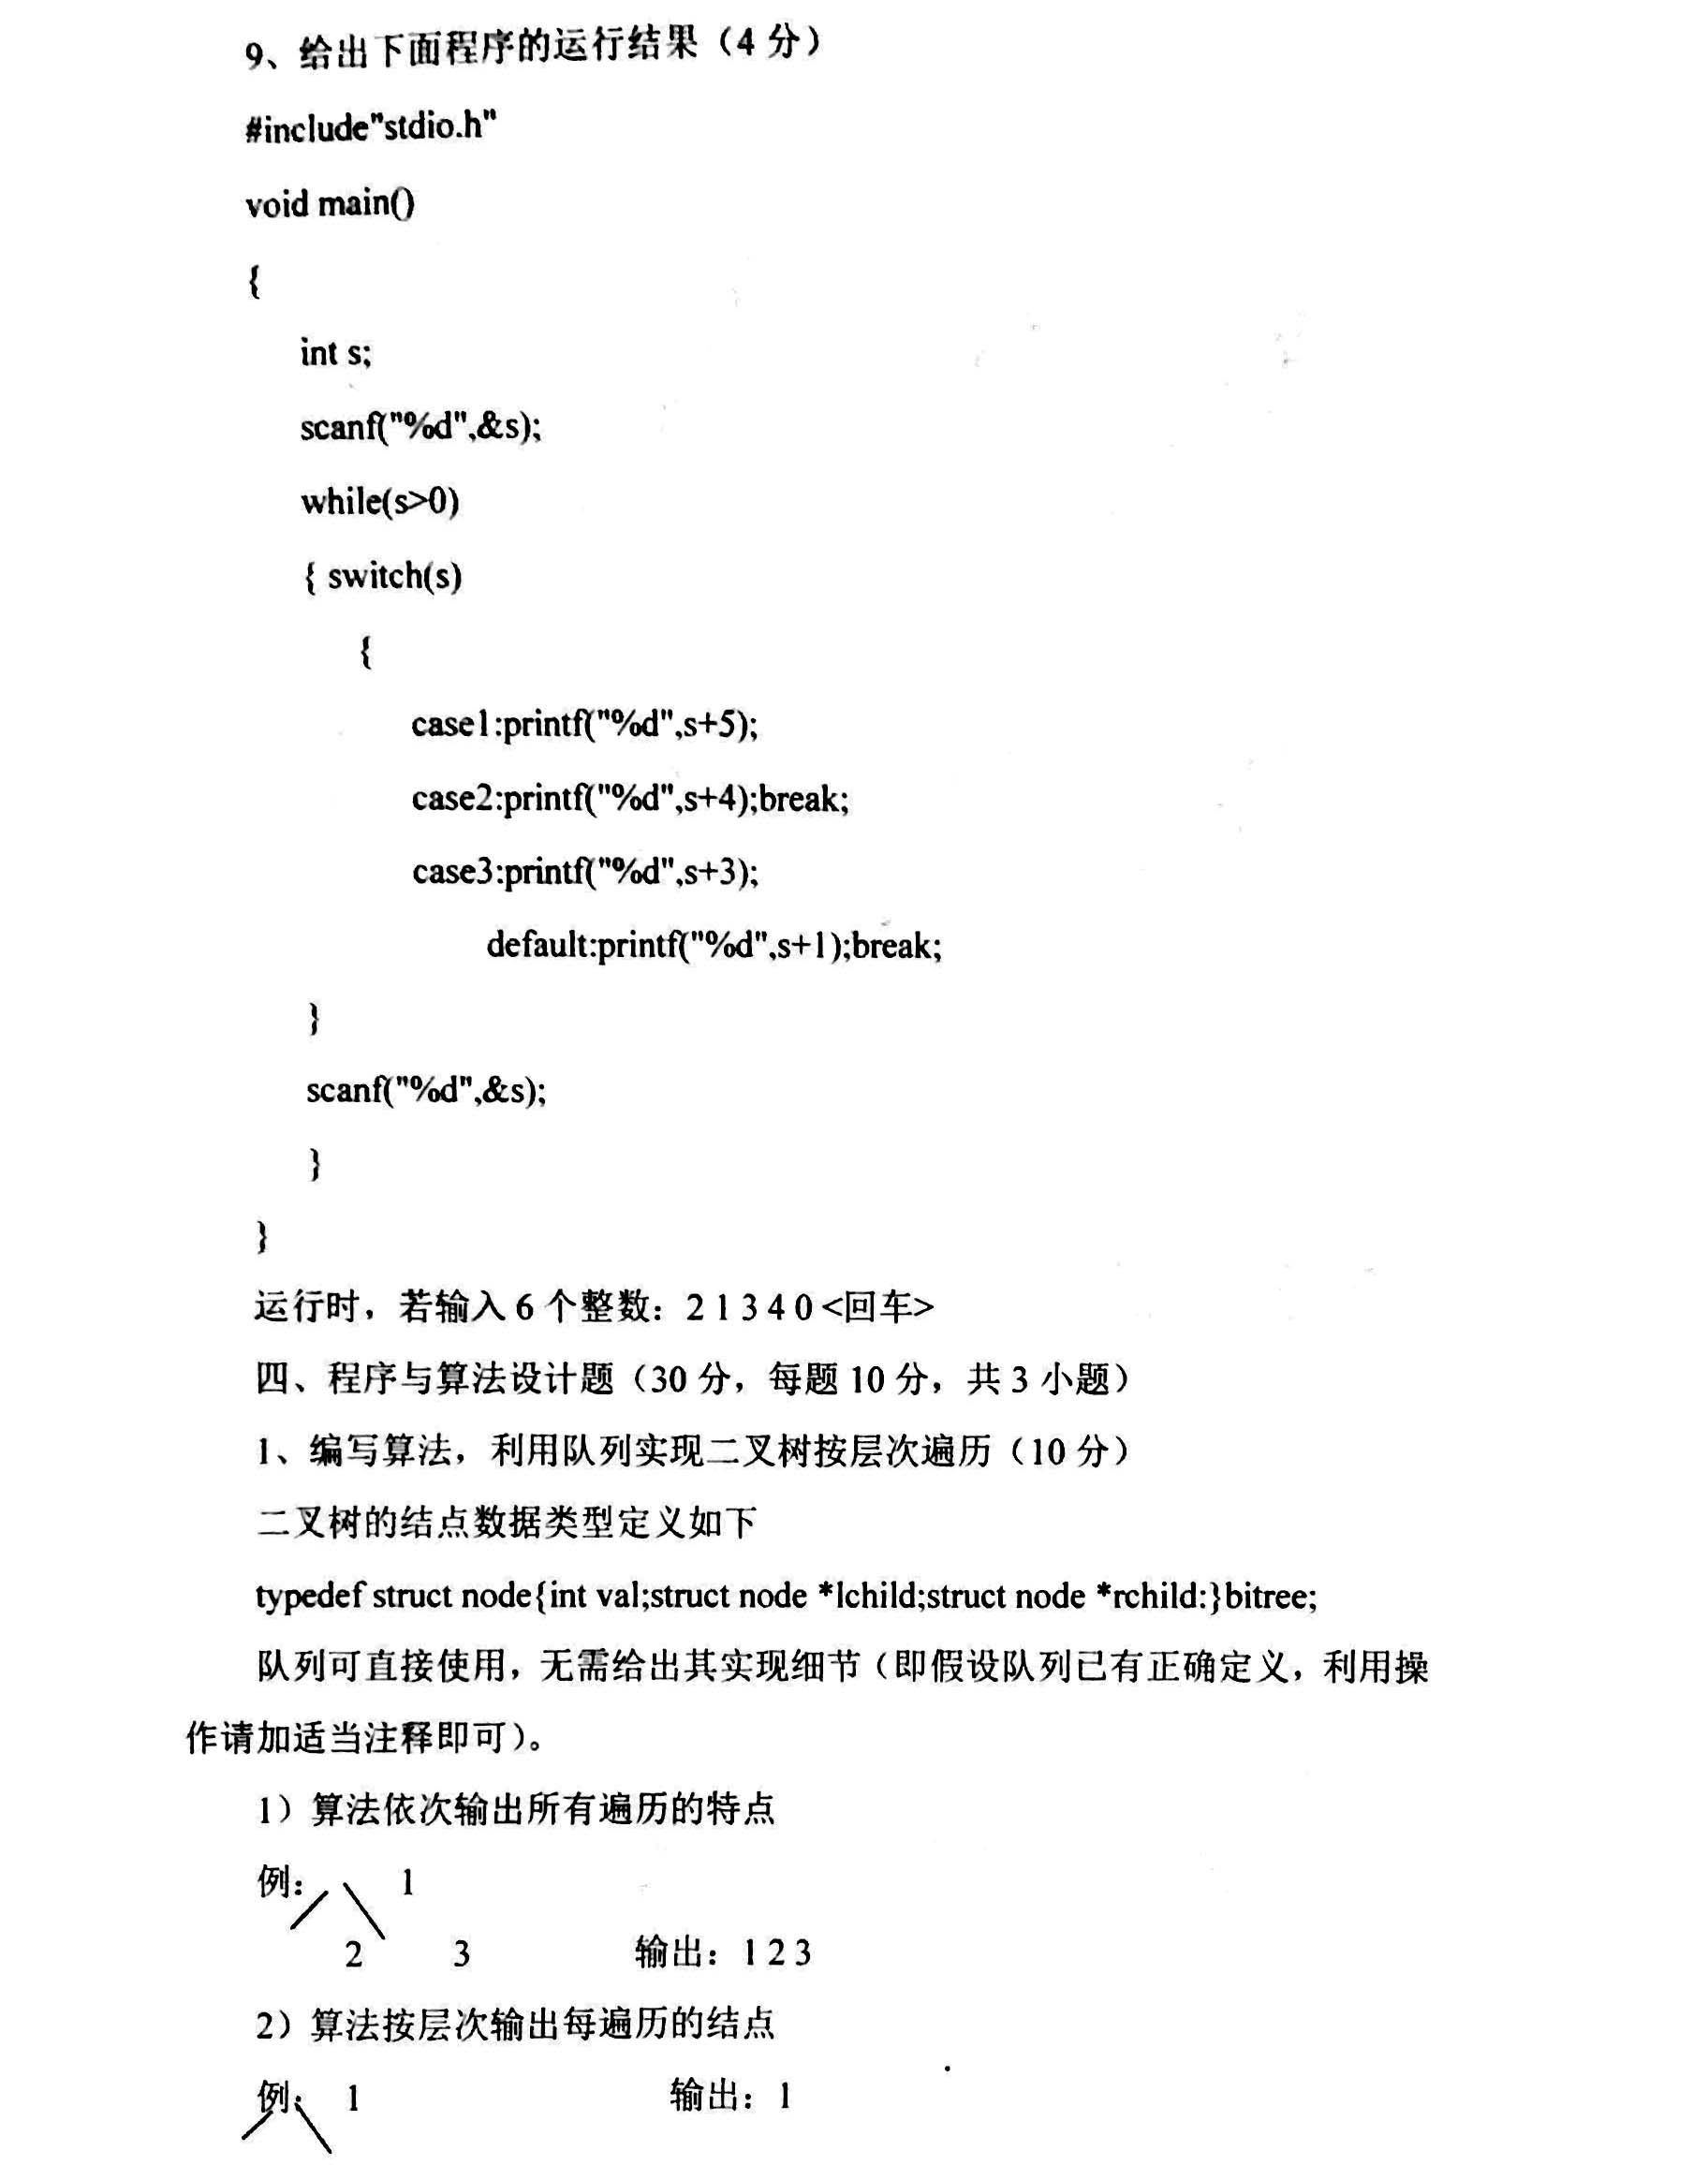 9、给出下面程序的运行结果（4 分）
#include"stdio.h"
void main()
{
int s;
scanf("%d",&s);
while(s>0)
{ switch(s)
{
case1:printf("%d",s+5);
case2:printf("%d",s+4);break;
case3:printf("%d",s+3);
default:printf("%d",s+1);break;
}
scanf("%d",&s);
}
}
运行时，若输入 6 个整数：2 1 3 4 0 <回车>
四、程序与算法设计题（30 分，每题 10 分，共 3 小题）
1、编写算法，利用队列实现二叉树按层次遍历（10 分）
二叉树的结点数据类型定义如下
typedef struct node{int val;struct node *lchild;struct node *rchild:}bitree;
队列可直接使用，无需给出其实现细节（即假设队列已有正确定义，利用操
作请加适当注释即可）。
1）算法依次输出所有遍历的特点
例： 1
2 3 输出：1 2 3
2）算法按层次输出每遍历的结点
例： 1 输出：1